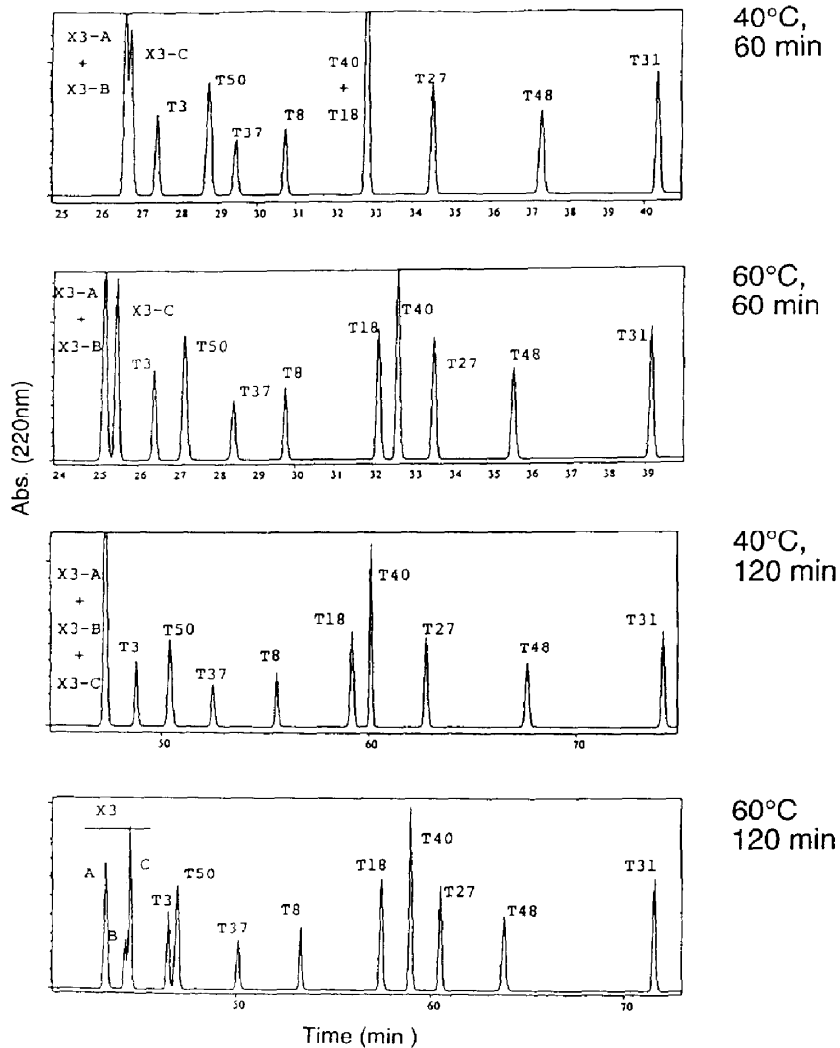 40°C,
60 min
X3-A
+
X3-B
X3-C
T3
T50
T37
T8
T40
+
T18
T27
T48
T31
25 26 27 28 29 30 31 32 33 34 35 36 37 38 39 40
60°C,
60 min
X3-A
+
X3-B
X3-C
T3
T50
T37
T8
T18
T40
T27
T48
T31
24 25 26 27 28 29 30 31 32 33 34 35 36 37 38 39
Abs. (220nm)
40°C,
120 min
X3-A
+
X3-B
+
X3-C
T3
T50
T37
T8
T18
T40
T27
T48
T31
50 60 70
60°C
120 min
X3
A
B
C
T3
T50
T37
T8
T18
T40
T27
T48
T31
50 60 70
Time (min )